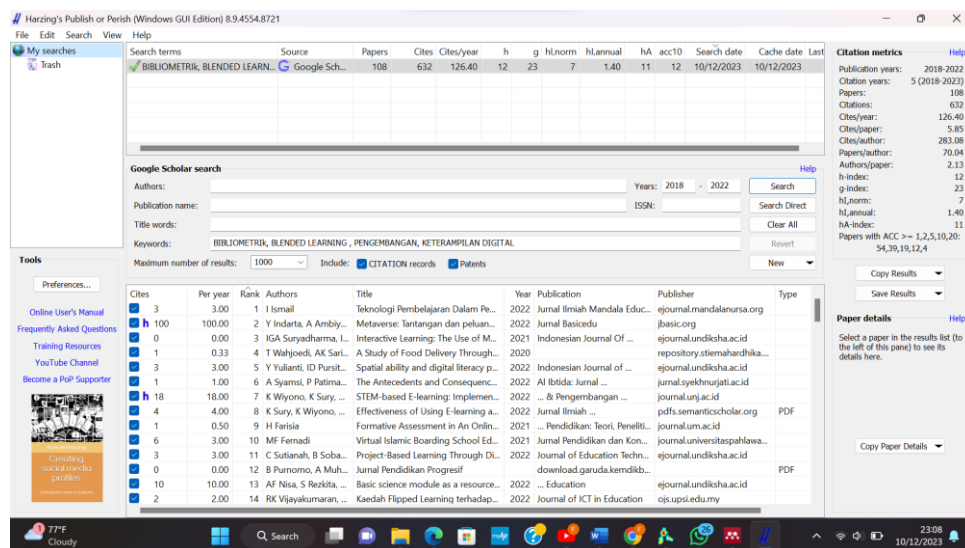 Harzing's Publish or Perish (Windows GUI Edition) 8.9.4554.8721
File Edit Search View Help
My searches
Trash
Search terms Source Papers Cites Cites/year h g hI,norm hI,annual hA acc10 Search date Cache date Last
BIBLIOMETRIk, BLENDED LEARN... Google Sch... 108 632 126.40 12 23 7 1.40 11 12 10/12/2023 10/12/2023
Google Scholar search Help
Authors: Years: 2018 - 2022 Search
Publication name: ISSN: Search Direct
Title words: Clear All
Keywords: BIBLIOMETRIk, BLENDED LEARNING , PENGEMBANGAN, KETERAMPILAN DIGITAL Revert
Maximum number of results: 1000 Include: CITATION records Patents New
Cites Per year Rank Authors Title Year Publication Publisher Type
3 3.00 1 I Ismail Teknologi Pembelajaran Dalam Pe... 2022 Jurnal Ilmiah Mandala Educ... ejournal.mandalanursa.org
h 100 100.00 2 Y Indarta, A Ambiy... Metaverse: Tantangan dan peluan... 2022 Jurnal Basicedu jbasic.org
0 0.00 3 IGA Suryadharma, I... Interactive Learning: The Use of M... 2021 Indonesian Journal Of ... ejournal.undiksha.ac.id
1 0.33 4 T Wahjoedi, AK Sari... A Study of Food Delivery Through... 2020 repository.stiemahardhika....
3 3.00 5 Y Yulianti, ID Pursit... Spatial ability and digital literacy p... 2022 Indonesian Journal of ... ejournal.undiksha.ac.id
1 1.00 6 A Syamsi, P Patima... The Antecedents and Consequenc... 2022 Al Ibtida: Jurnal ... jurnal.syekhnurjati.ac.id
h 18 18.00 7 K Wiyono, K Sury, ... STEM-based E-learning: Implemen... 2022 ... & Pengembangan ... journal.unj.ac.id
4 4.00 8 K Sury, K Wiyono, ... Effectiveness of Using E-learning a... 2022 Jurnal Ilmiah ... pdfs.semanticscholar.org PDF
1 0.50 9 H Farisia Formative Assessment in An Onlin... 2021 ... Pendidikan: Teori, Peneliti... journal.um.ac.id
6 3.00 10 MF Fernadi Virtual Islamic Boarding School Ed... 2021 Jurnal Pendidikan dan Kon... journal.universitaspahlawa...
3 3.00 11 C Sutianah, B Soba... Project-Based Learning Through Di... 2022 Journal of Education Techn... ejournal.undiksha.ac.id
0 0.00 12 B Purnomo, A Muh... Jurnal Pendidikan Progresif download.garuda.kemdikb... PDF
10 10.00 13 AF Nisa, S Rezkita, ... Basic science module as a resource... 2022 ... Education ejournal.undiksha.ac.id
2 2.00 14 RK Vijayakumaran, ... Kaedah Flipped Learning terhadap... 2022 Journal of ICT in Education ojs.upsi.edu.my
Tools
Preferences...
Online User's Manual
Frequently Asked Questions
Training Resources
YouTube Channel
Become a PoP Supporter
Creating
social media
profiles
Citation metrics Help
Publication years: 2018-2022
Citation years: 5 (2018-2023)
Papers: 108
Citations: 632
Cites/year: 126.40
Cites/paper: 5.85
Cites/author: 283.08
Papers/author: 70.04
Authors/paper: 2.13
h-index: 12
g-index: 23
hI,norm: 7
hI,annual: 1.40
hA-index: 11
Papers with ACC >= 1,2,5,10,20:
54,39,19,12,4
Copy Results
Save Results
Paper details Help
Select a paper in the results list (to
the left of this pane) to see its
details here.
Copy Paper Details
1
77°F
Cloudy
Search
26
23:08
10/12/2023